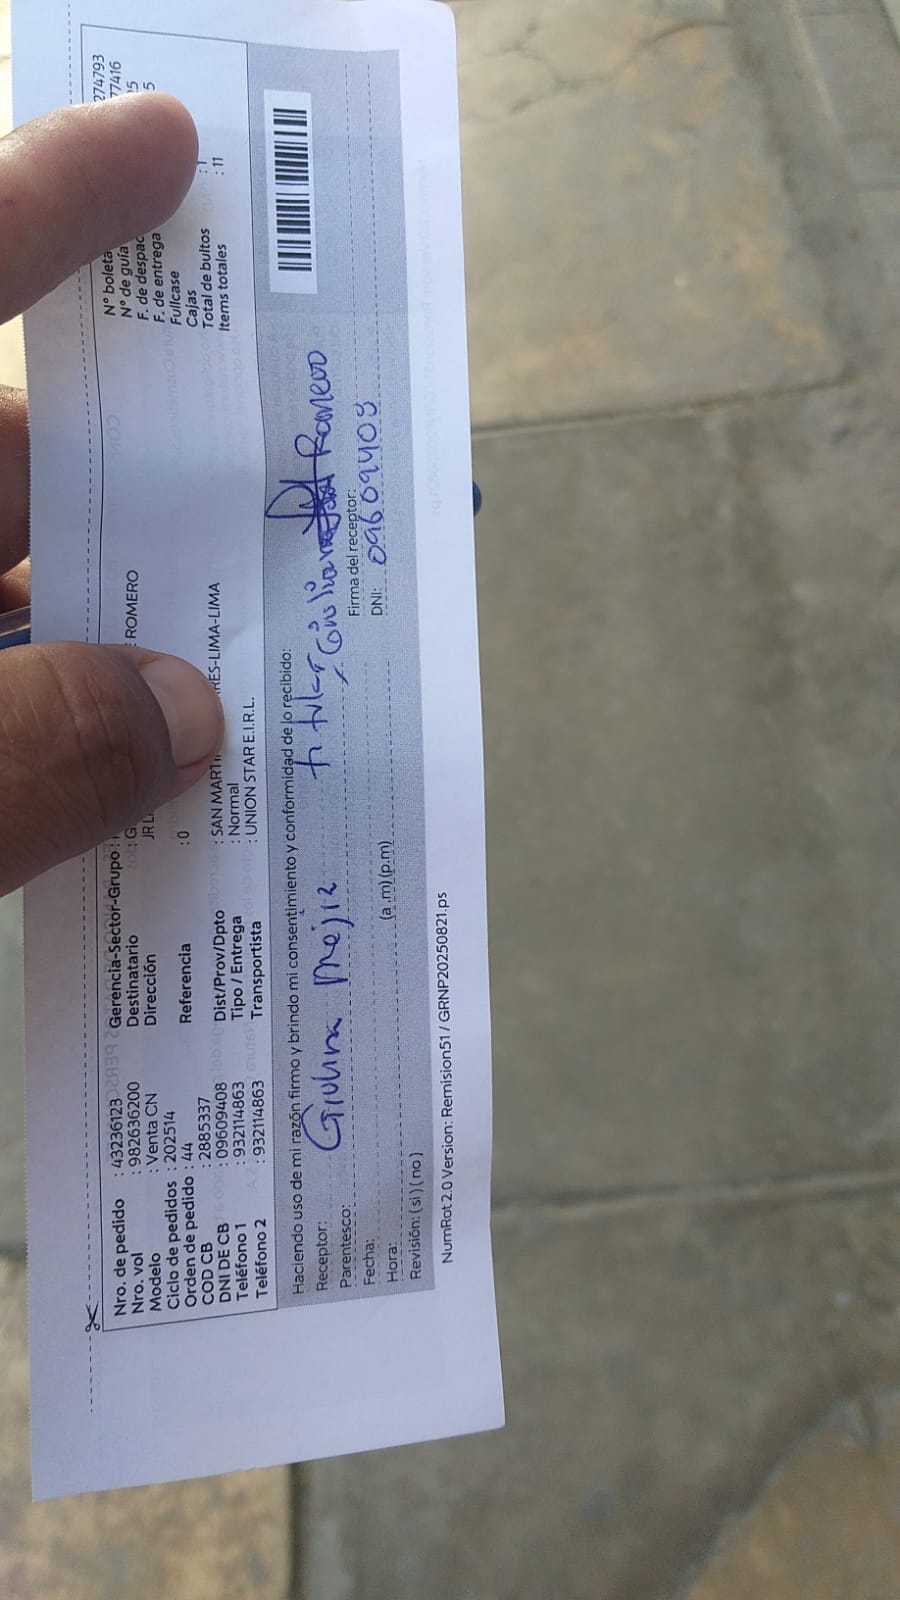 Nro. de pedido : 43236123
Nro. vol : 982636200
Modelo : Venta CN
Ciclo de pedidos : 202514
Orden de pedido : 44
COD CB : 2885337
DNI DE CB : 09609408
Teléfono 1 : 932114863
Teléfono 2 : 932114863
Gerencia-Sector-Grupo :
Destinatario : G ROMERO
Dirección JR
Referencia : 0
Dist/Prov/Dpto : SAN MARTI RES-LIMA-LIMA
Tipo / Entrega : Normal
Transportista : UNION STAR E.I.R.L.
N° boleta 274793
N° de guía 77416
F. de despac 5
F. de entrega 5
Fullcase
Cajas
Total de bultos : 1
Items totales : 11
Haciendo uso de mi razón firmo y brindo mi consentimiento y conformidad de lo recibido:
Receptor: Giulina Mejia
Parentesco:
Fecha:
Hora: (a.m)(p.m)
Revisión: (si) (no)
Romero
Firma del receptor:
DNI: 09609408
NumRot 2.0 Version: Remision51 / GRNP20250821.ps